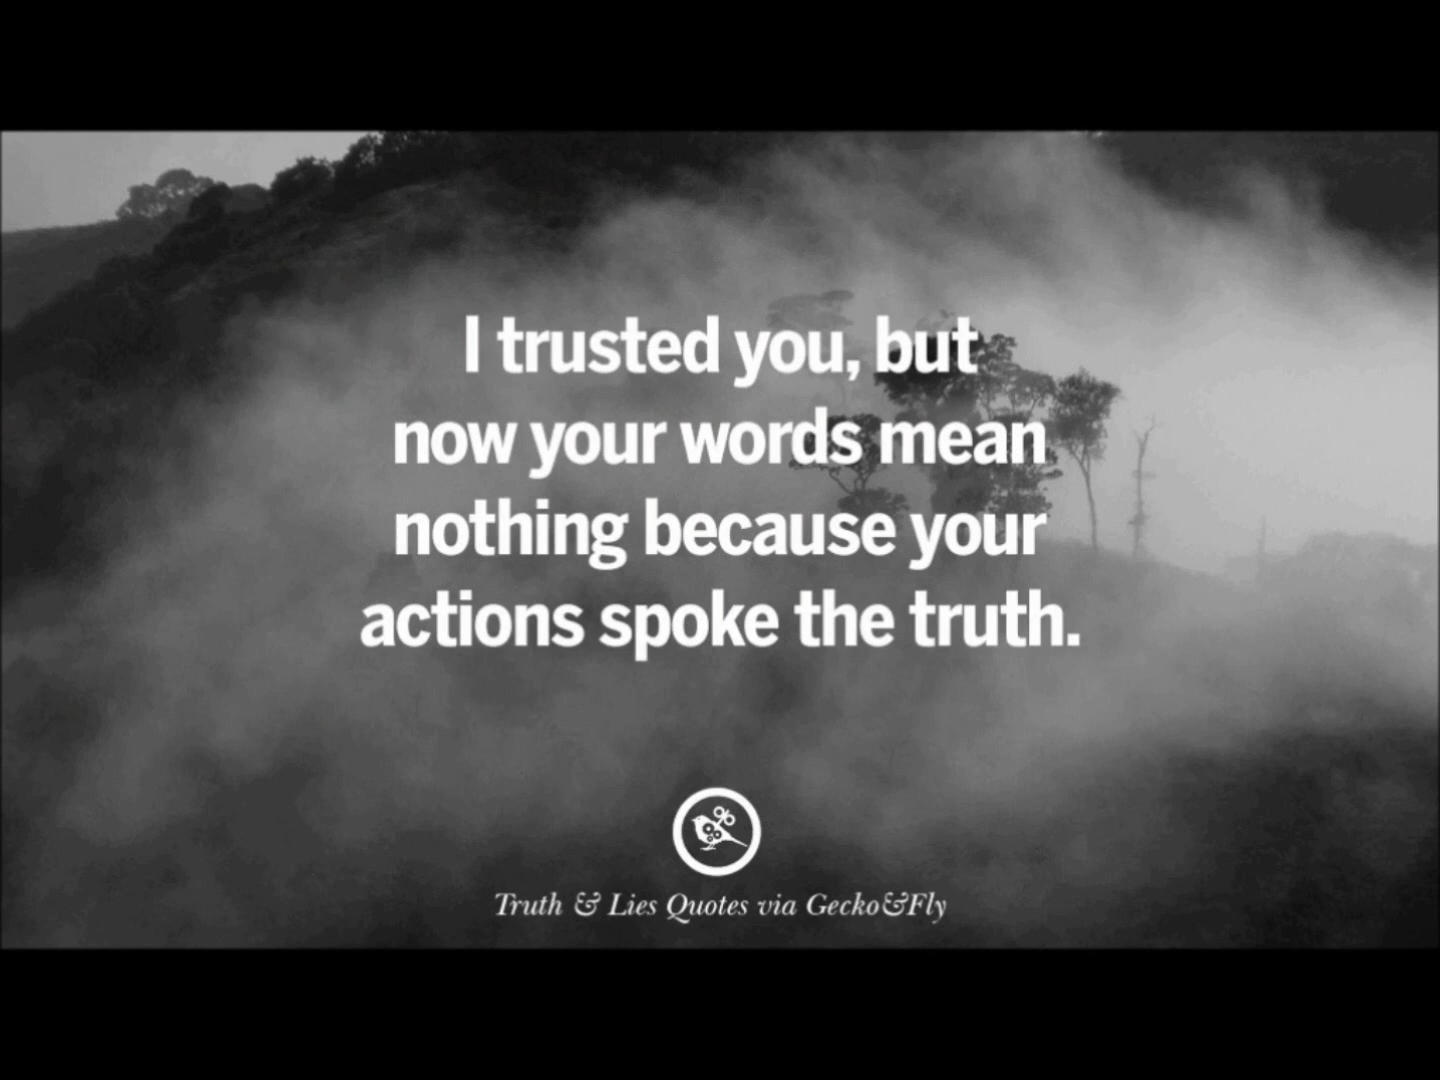 I trusted you, but
now your words mean
nothing because your
actions spoke the truth.
Truth & Lies Quotes via Gecko&Fly